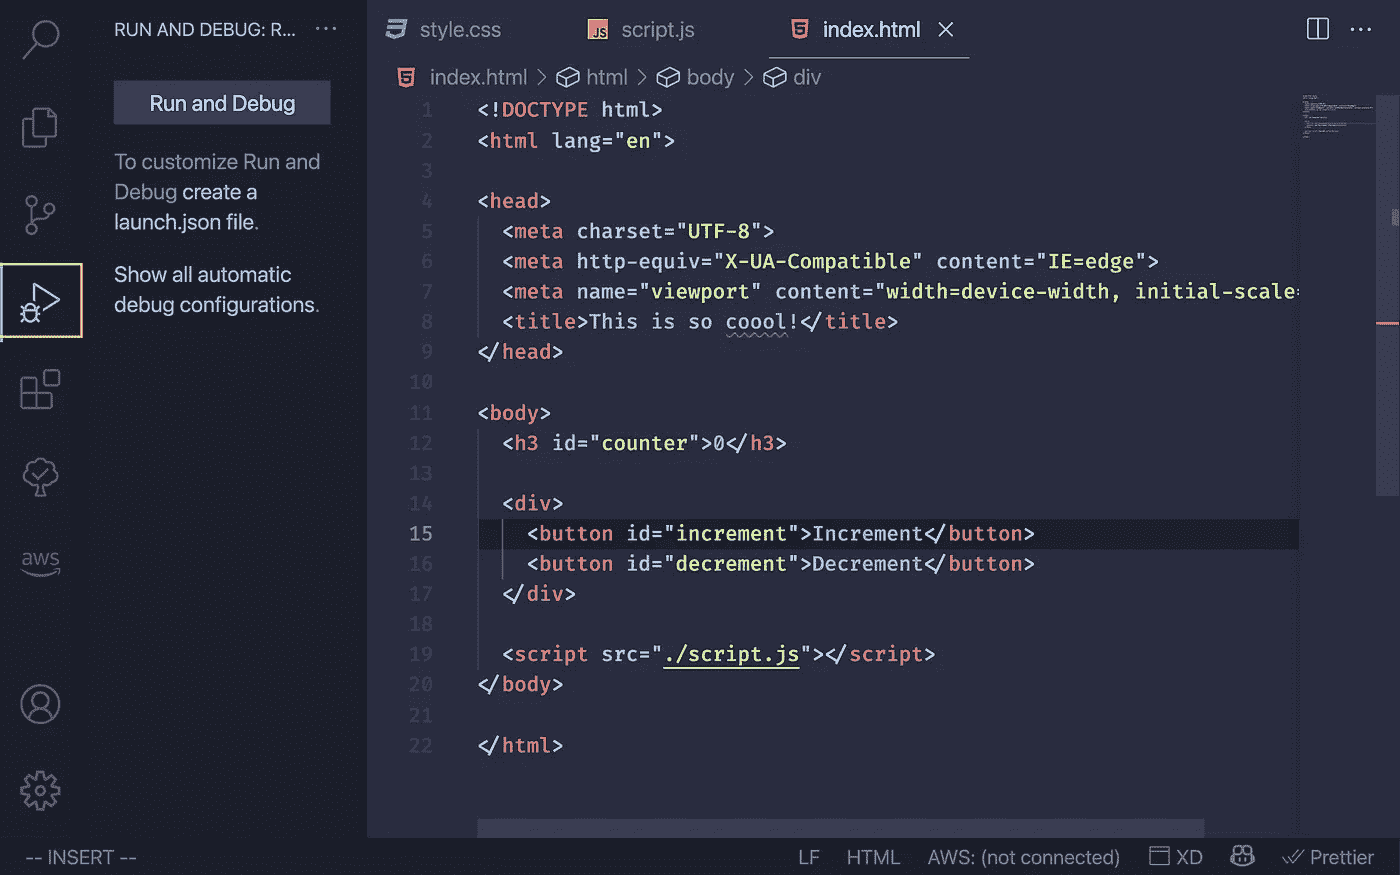 RUN AND DEBUG: R...
Run and Debug
To customize Run and
Debug create a
launch.json file.
Show all automatic
debug configurations.
aws
style.css
JS script.js
5 index.html
5 index.html > html > body > div
1 <!DOCTYPE html>
2 <html lang="en">
3
4 <head>
5 <meta charset="UTF-8">
6 <meta http-equiv="X-UA-Compatible" content="IE=edge">
7 <meta name="viewport" content="width=device-width, initial-scale=
8 <title>This is so coool!</title>
9 </head>
10
11 <body>
12 <h3 id="counter">0</h3>
13
14 <div>
15 <button id="increment">Increment</button>
16 <button id="decrement">Decrement</button>
17 </div>
18
19 <script src="./script.js"></script>
20 </body>
21
22 </html>
-- INSERT --
LF HTML AWS: (not connected) XD Prettier